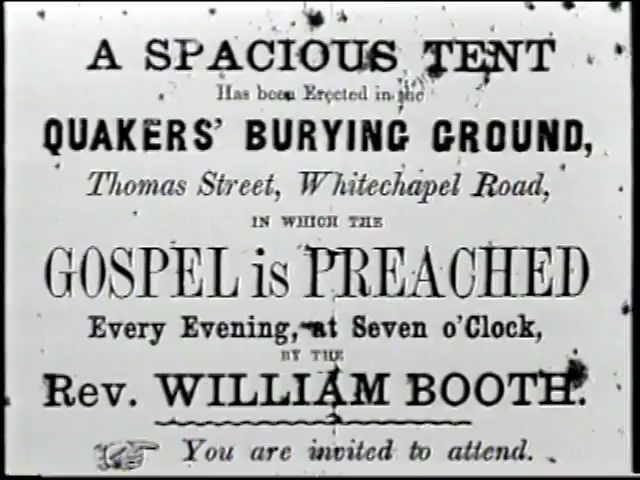 A SPACIOUS TENT
Has been Erected in the
QUAKERS' BURYING GROUND,
Thomas Street, Whitechapel Road,
IN WHICH THE
GOSPEL is PREACHED
Every Evening, at Seven o'Clock,
BY THE
Rev. WILLIAM BOOTH.
You are invited to attend.